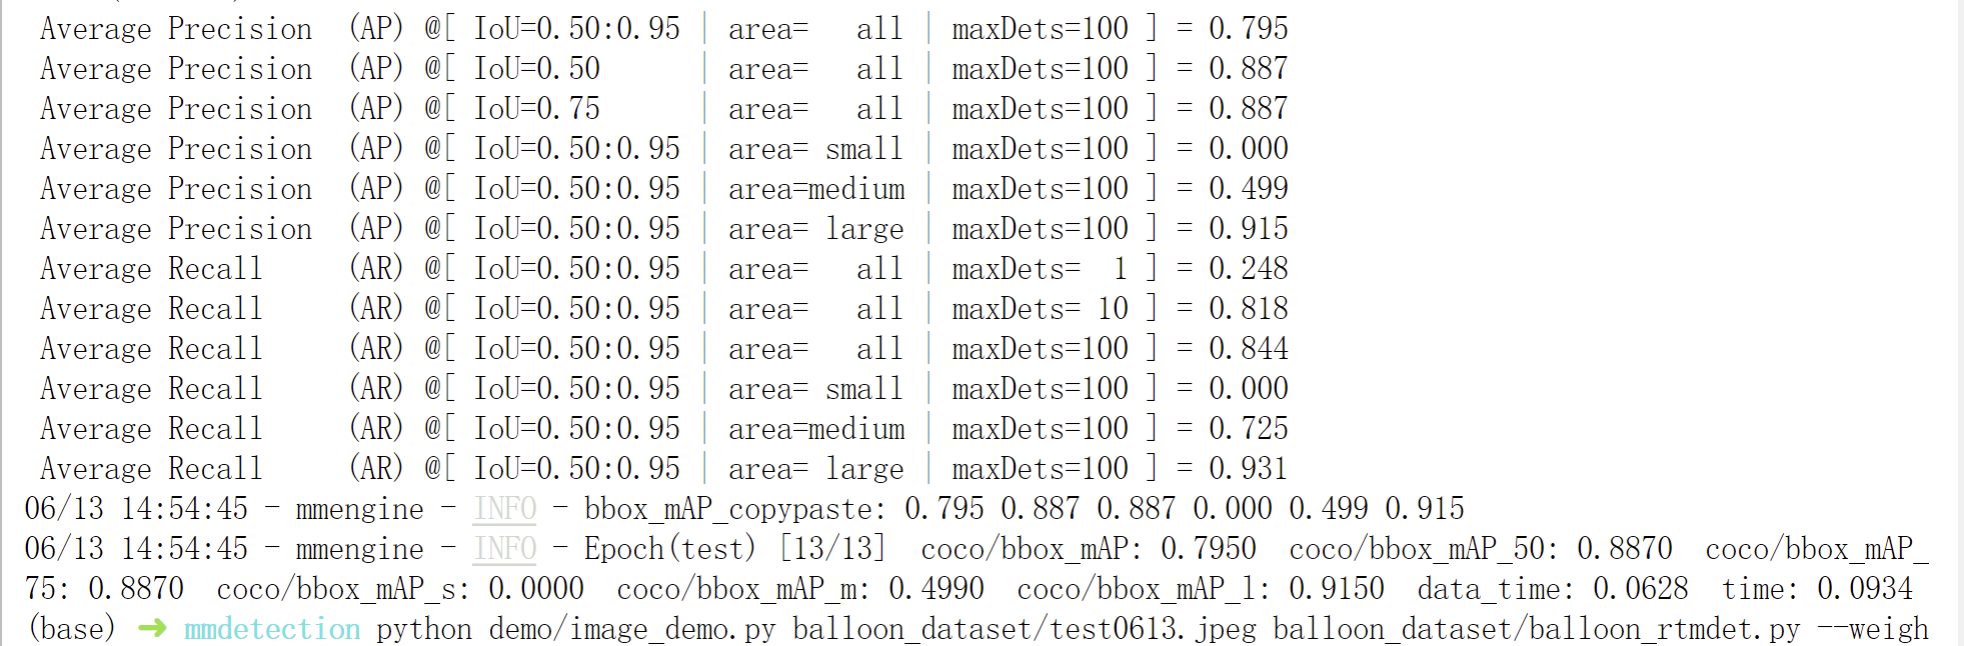 Average Precision  (AP) @[ IoU=0.50:0.95 | area=   all | maxDets=100 ] = 0.795
Average Precision  (AP) @[ IoU=0.50      | area=   all | maxDets=100 ] = 0.887
Average Precision  (AP) @[ IoU=0.75      | area=   all | maxDets=100 ] = 0.887
Average Precision  (AP) @[ IoU=0.50:0.95 | area= small | maxDets=100 ] = 0.000
Average Precision  (AP) @[ IoU=0.50:0.95 | area=medium | maxDets=100 ] = 0.499
Average Precision  (AP) @[ IoU=0.50:0.95 | area= large | maxDets=100 ] = 0.915
Average Recall     (AR) @[ IoU=0.50:0.95 | area=   all | maxDets=  1 ] = 0.248
Average Recall     (AR) @[ IoU=0.50:0.95 | area=   all | maxDets= 10 ] = 0.818
Average Recall     (AR) @[ IoU=0.50:0.95 | area=   all | maxDets=100 ] = 0.844
Average Recall     (AR) @[ IoU=0.50:0.95 | area= small | maxDets=100 ] = 0.000
Average Recall     (AR) @[ IoU=0.50:0.95 | area=medium | maxDets=100 ] = 0.725
Average Recall     (AR) @[ IoU=0.50:0.95 | area= large | maxDets=100 ] = 0.931
06/13 14:54:45 - mmengine - INFO - bbox_mAP_copypaste: 0.795 0.887 0.887 0.000 0.499 0.915
06/13 14:54:45 - mmengine - INFO - Epoch(test) [13/13]  coco/bbox_mAP: 0.7950  coco/bbox_mAP_50: 0.8870  coco/bbox_mAP_
75: 0.8870  coco/bbox_mAP_s: 0.0000  coco/bbox_mAP_m: 0.4990  coco/bbox_mAP_l: 0.9150  data_time: 0.0628  time: 0.0934
(base) ➜ mmdetection python demo/image_demo.py balloon_dataset/test0613.jpeg balloon_dataset/balloon_rtmdet.py --weigh